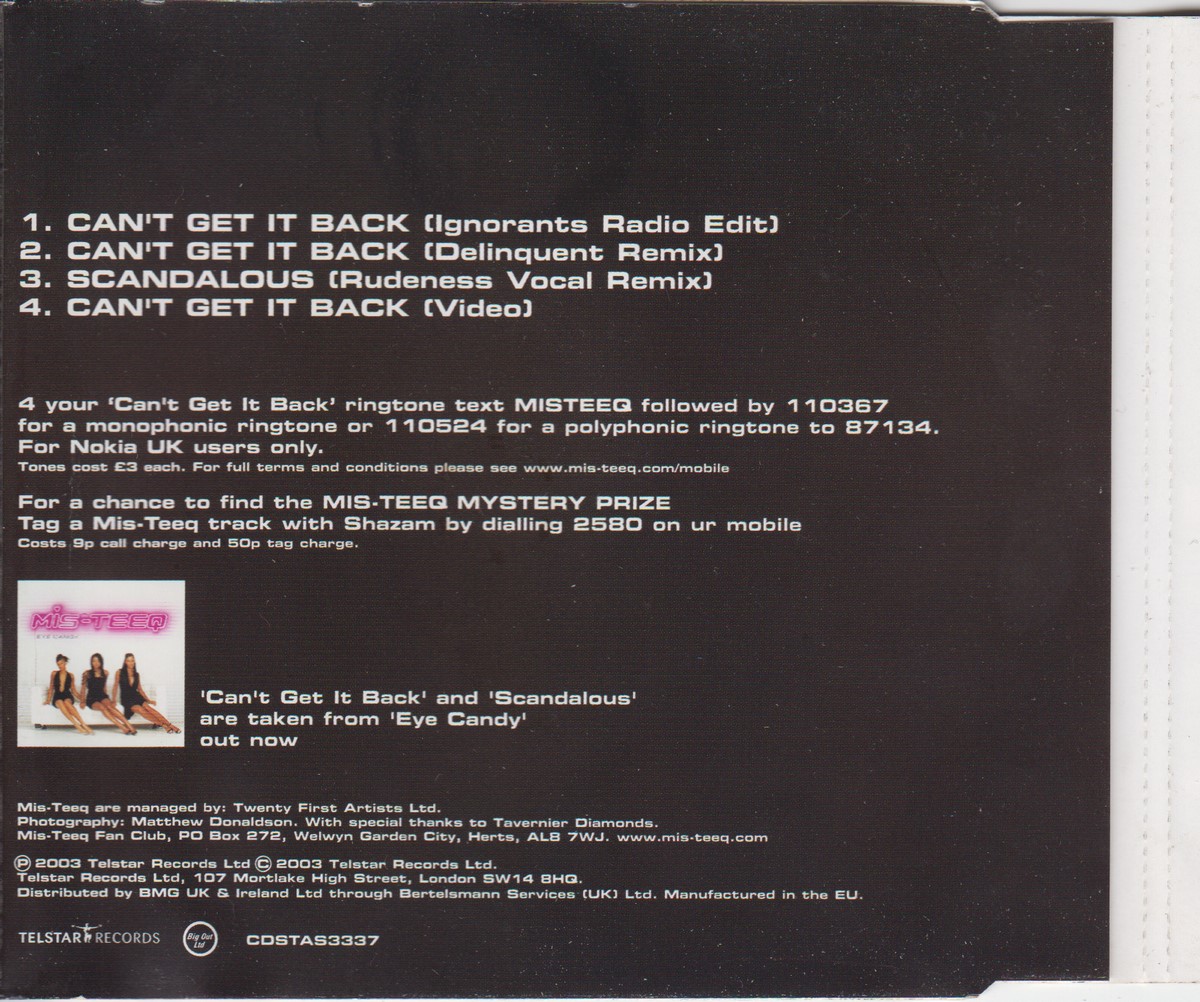 1. CAN'T GET IT BACK (Ignorants Radio Edit)
2. CAN'T GET IT BACK (Delinquent Remix)
3. SCANDALOUS (Rudeness Vocal Remix)
4. CAN'T GET IT BACK (Video)
4 your ‘Can't Get It Back’ ringtone text MISTEEQ followed by 110367
for a monophonic ringtone or 110524 for a polyphonic ringtone to 87134.
For Nokia UK users only.
Tones cost £3 each. For full terms and conditions please see www.mis-teeq.com/mobile
For a chance to find the MIS-TEEQ MYSTERY PRIZE
Tag a Mis-Teeq track with Shazam by dialling 2580 on ur mobile
Costs 9p call charge and 50p tag charge.
MIS-TEEQ
EYE CANDY
'Can't Get It Back' and 'Scandalous'
are taken from 'Eye Candy'
out now
Mis-Teeq are managed by: Twenty First Artists Ltd.
Photography: Matthew Donaldson. With special thanks to Tavernier Diamonds.
Mis-Teeq Fan Club, PO Box 272, Welwyn Garden City, Herts, AL8 7WJ. www.mis-teeq.com
Ⓟ 2003 Telstar Records Ltd © 2003 Telstar Records Ltd.
Telstar Records Ltd, 107 Mortlake High Street, London SW14 8HQ.
Distributed by BMG UK & Ireland Ltd through Bertelsmann Services (UK) Ltd. Manufactured in the EU.
TELSTAR RECORDS
Big Out
Ltd
CDSTAS3337